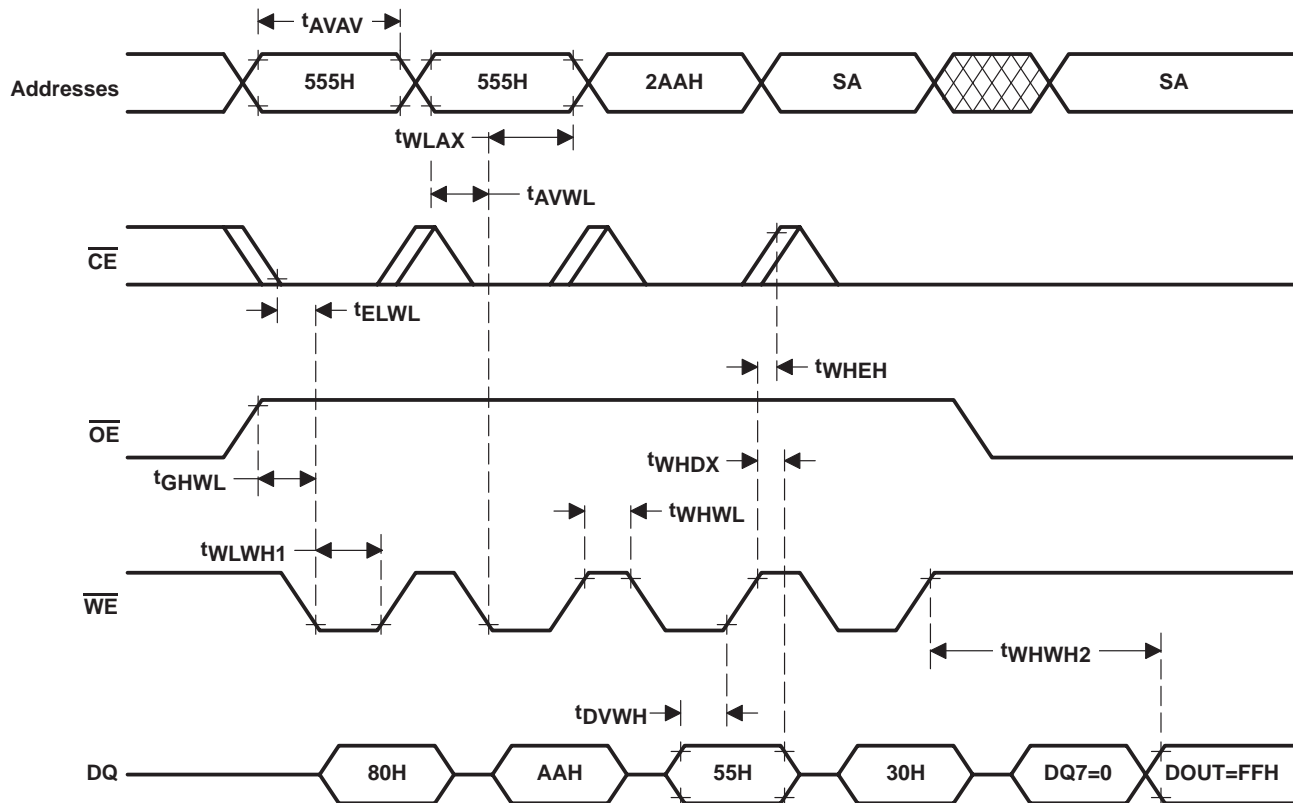 tAVAV
Addresses 555H 555H 2AAH SA SA
tWLAX
tAVWL
CE
tELWL
tWHEH
OE
tGHWL
tWHDX
tWHWL
tWLWH1
WE
tWHWH2
tDVWH
DQ 80H AAH 55H 30H DQ7=0 DOUT=FFH